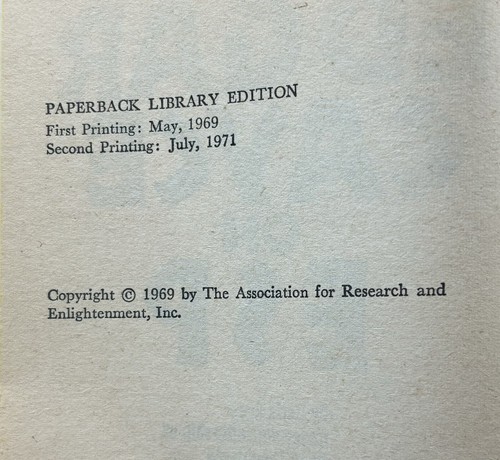 PAPERBACK LIBRARY EDITION
First Printing: May, 1969
Second Printing: July, 1971
Copyright © 1969 by The Association for Research and
Enlightenment, Inc.